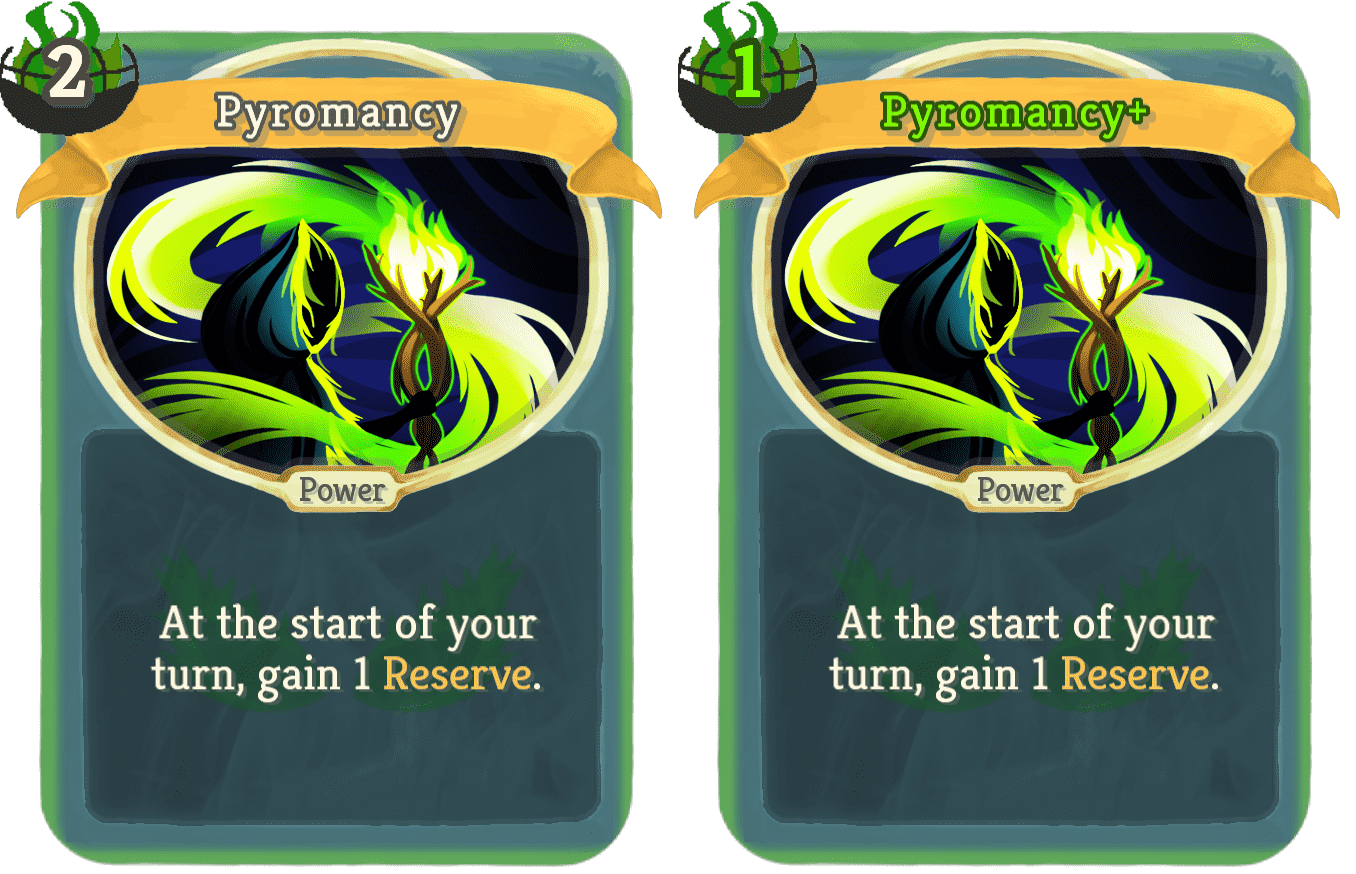 2
Pyromancy
Power
At the start of your
turn, gain 1 Reserve.
1
Pyromancy+
Power
At the start of your
turn, gain 1 Reserve.